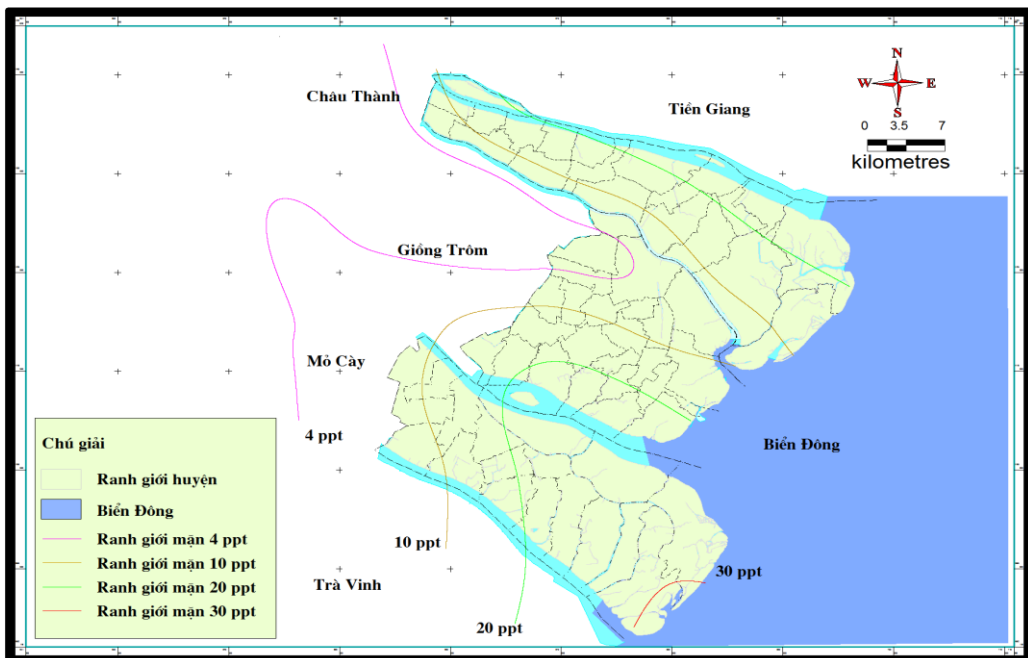 Châu Thành
Tiền Giang
N
W E
S
0 3.5 7
kilometres
Giồng Trôm
Mỏ Cày
4 ppt
Biển Đông
Chú giải
Ranh giới huyện
Biển Đông
Ranh giới mặn 4 ppt
Ranh giới mặn 10 ppt
Ranh giới mặn 20 ppt
Ranh giới mặn 30 ppt
10 ppt
30 ppt
Trà Vinh
20 ppt